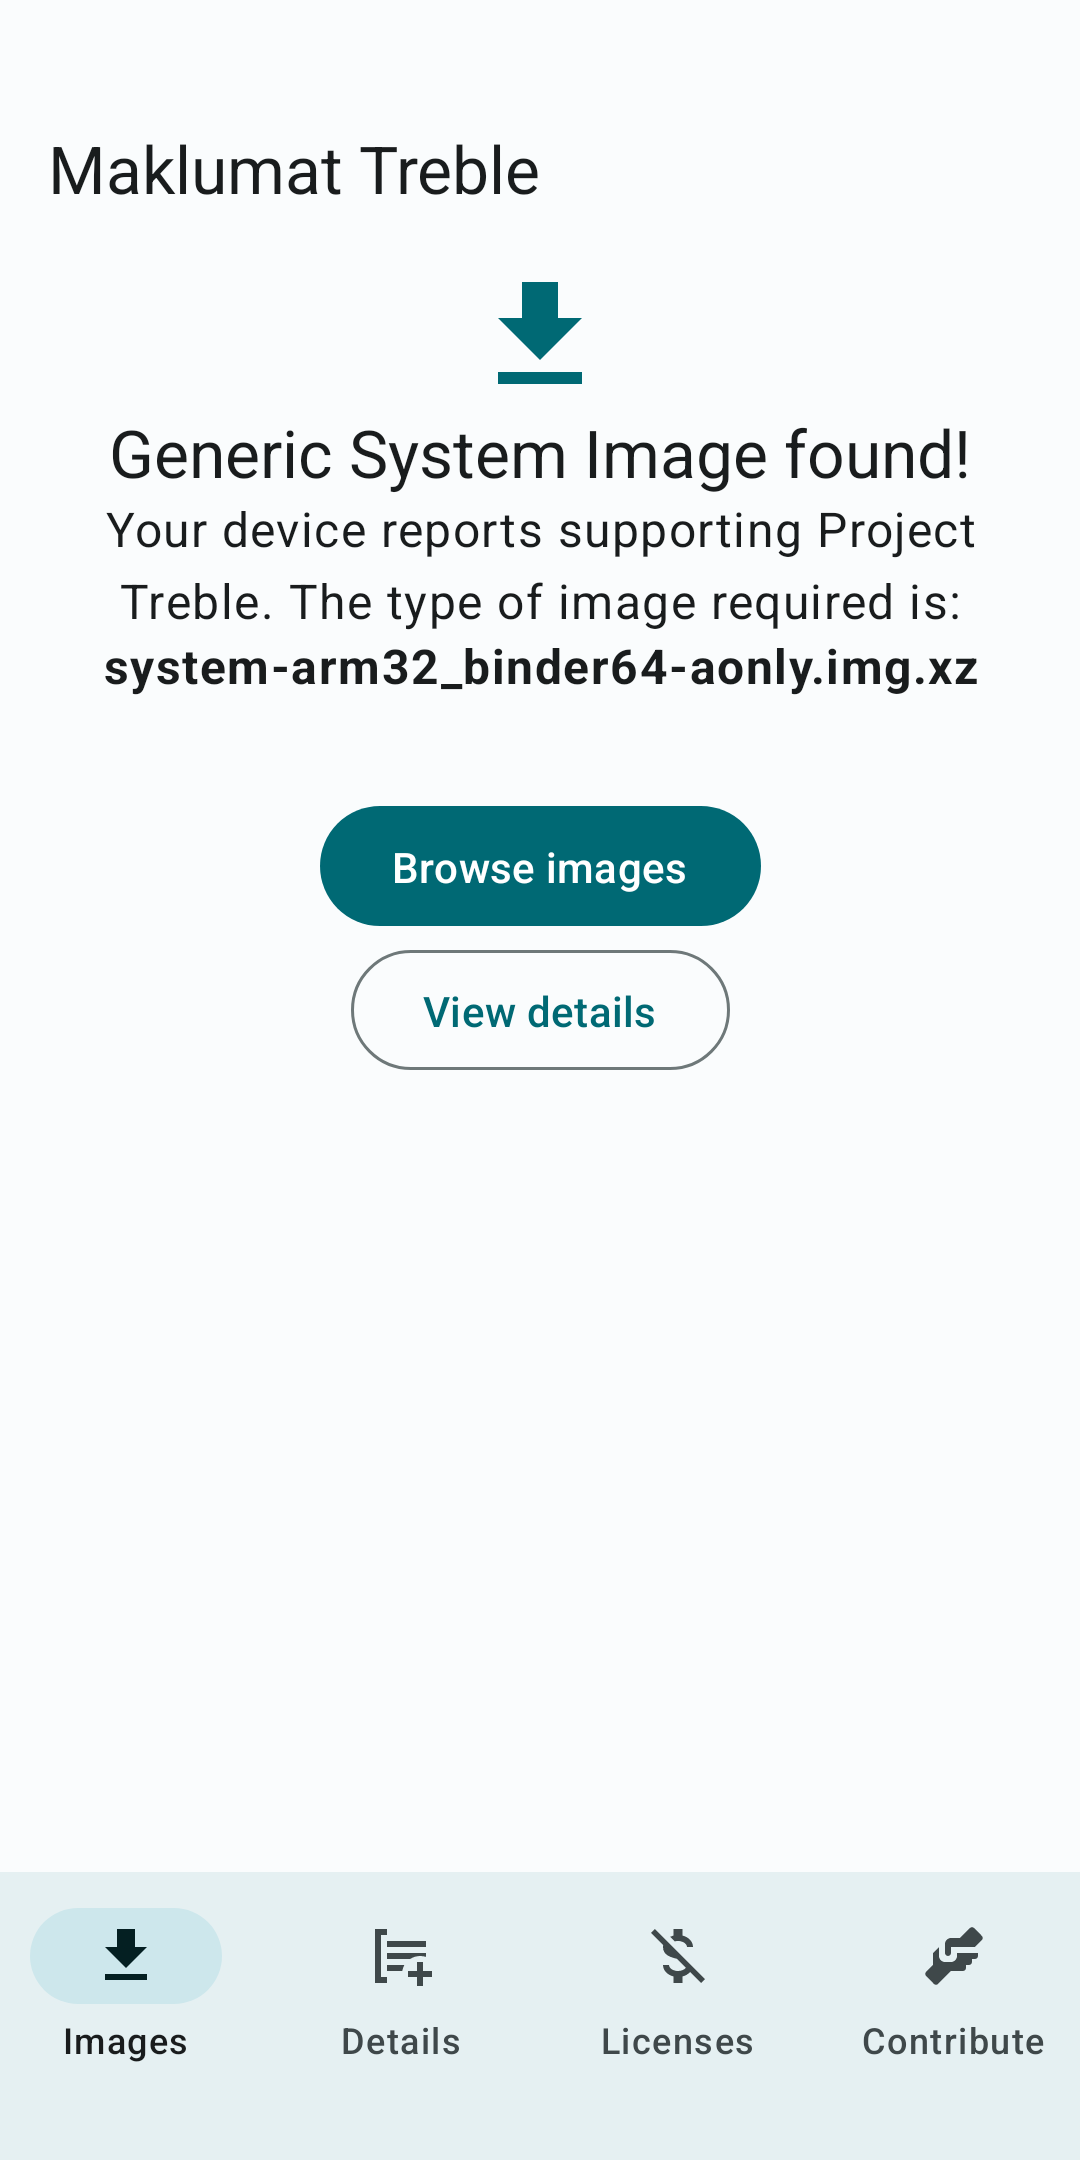 Maklumat Treble
Generic System Image found!
Your device reports supporting Project
Treble. The type of image required is:
system-arm32_binder64-aonly.img.xz
Browse images
View details
Images
Details
Licenses
Contribute